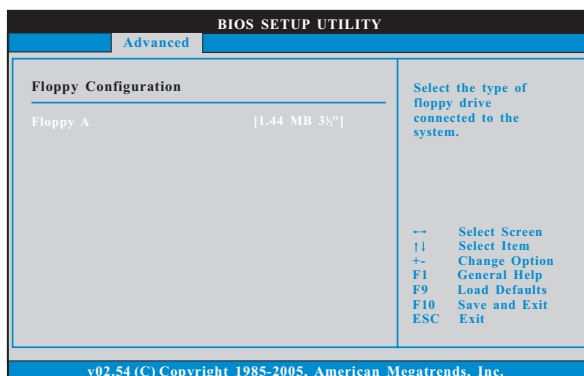 BIOS SETUP UTILITY
Advanced
Floppy Configuration
Floppy A [1.44 MB 3½"]
Select the type of
floppy drive
connected to the
system.
←→ Select Screen
↑↓ Select Item
+- Change Option
F1 General Help
F9 Load Defaults
F10 Save and Exit
ESC Exit
v02.54 (C) Copyright 1985-2005, American Megatrends, Inc.